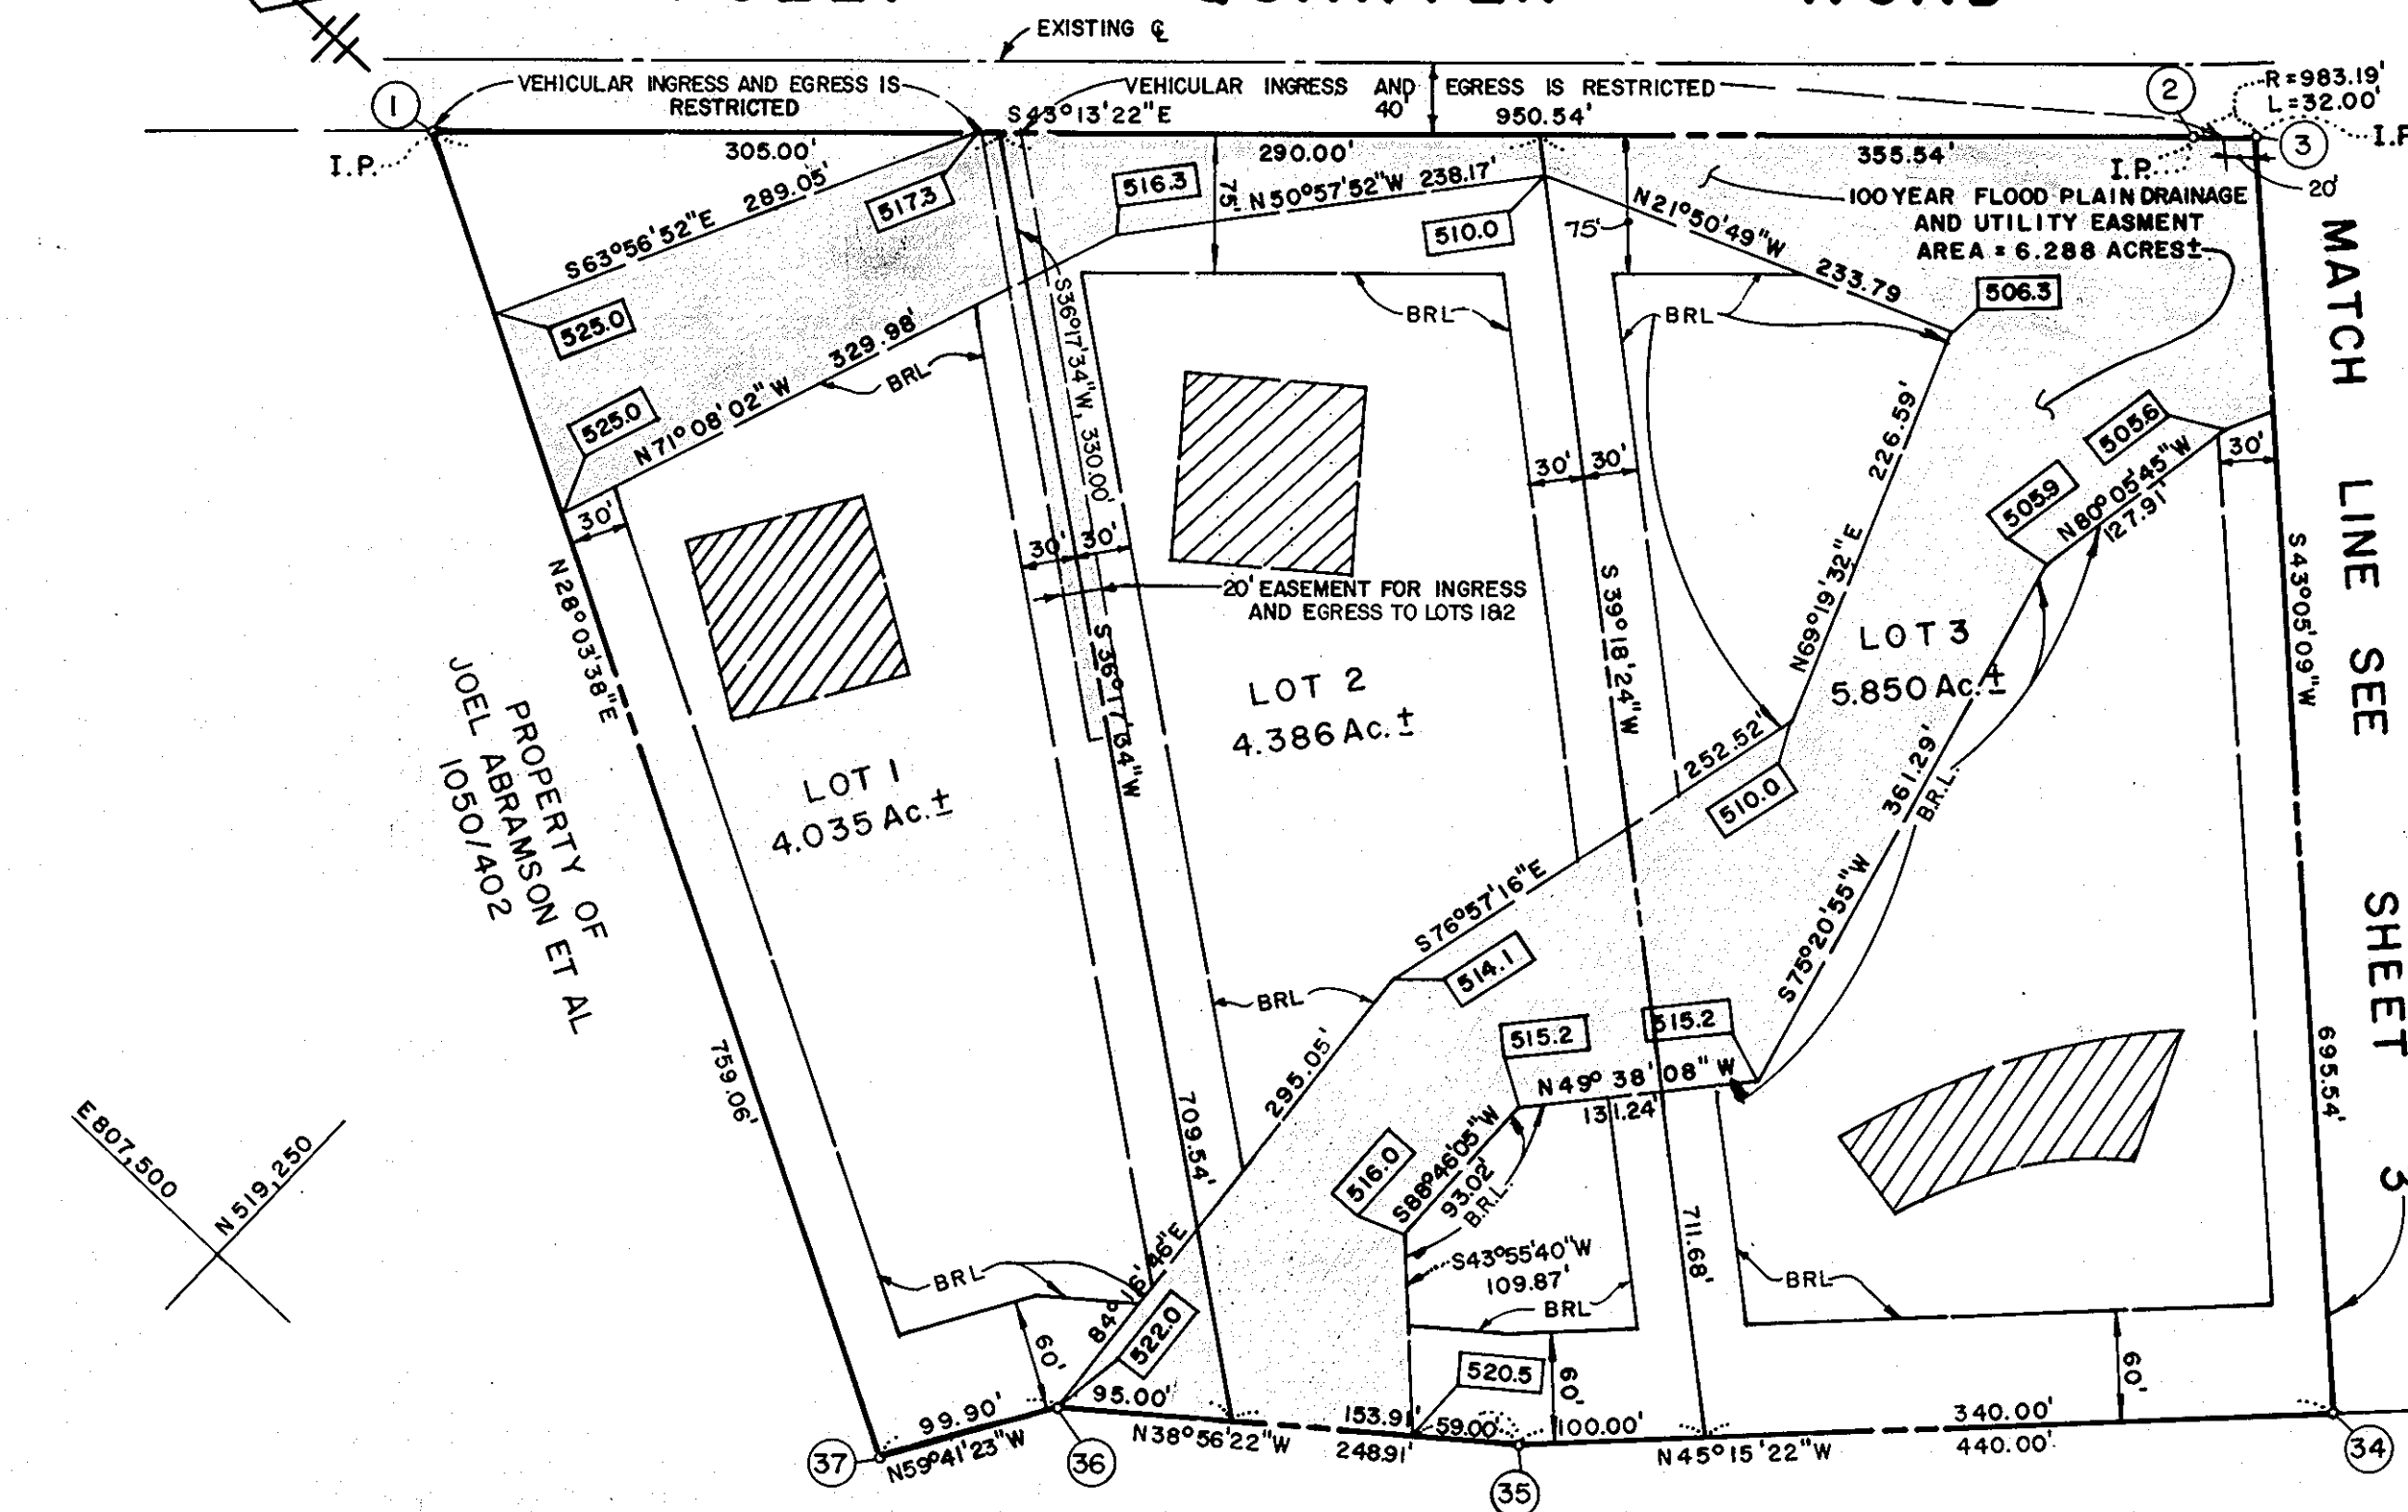 EXISTING ℄
VEHICULAR INGRESS AND EGRESS IS
RESTRICTED
VEHICULAR INGRESS AND EGRESS IS RESTRICTED
40'
R=983.19'
L=32.00'
1
2
3
S43°13'22"E
950.54'
I.P.
305.00'
290.00'
355.54'
I.P.
I.P
20'
S63°56'52"E 289.05'
517.3
516.3
75'
N50°57'52"W 238.17'
510.0
75'
N21°50'49"W
233.79
100 YEAR FLOOD PLAIN DRAINAGE
AND UTILITY EASMENT
AREA = 6.288 ACRES±
506.3
525.0
525.0
N71°08'02"W 329.98'
BRL
S36°17'34"W, 330.00'
BRL
BRL
226.59'
N69°19'32"E
505.6
505.9
N80°05'45"W
127.91'
30'
30'
30'
30'
30'
30'
20' EASEMENT FOR INGRESS
AND EGRESS TO LOTS 1&2
N28°03'38"E
759.06'
S36°17'34"W
709.54'
S39°18'24"W
711.68'
S43°05'09"W
695.54'
MATCH LINE SEE SHEET 3
LOT 1
4.035 Ac.±
LOT 2
4.386 Ac.±
LOT 3
5.850 Ac.±
PROPERTY OF
JOEL ABRAMSON ET AL
1050/402
252.52'
510.0
361.29'
B.R.L.
S75°20'55"W
S76°57'16"E
514.1
BRL
295.05'
515.2
515.2
N49°38'08"W
131.24'
516.0
S88°46'05"W
93.02'
B.R.L.
S43°55'40"W
109.87'
BRL
BRL
BRL
84°16'46"E
522.0
520.5
60'
60'
60'
E807,500
N519,250
99.90'
N59°41'23"W
95.00'
N38°56'22"W
153.91'
248.91'
59.00'
100.00'
N45°15'22"W
340.00'
440.00'
37
36
35
34